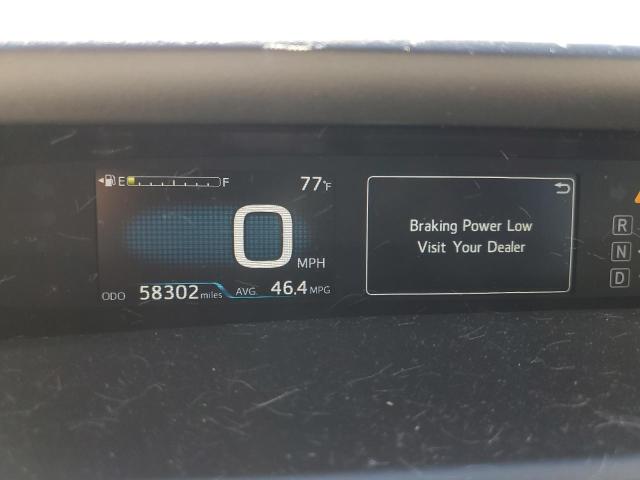 E F 77°F
0 MPH
ODO 58302 miles AVG. 46.4 MPG
Braking Power Low
Visit Your Dealer
R
N
D